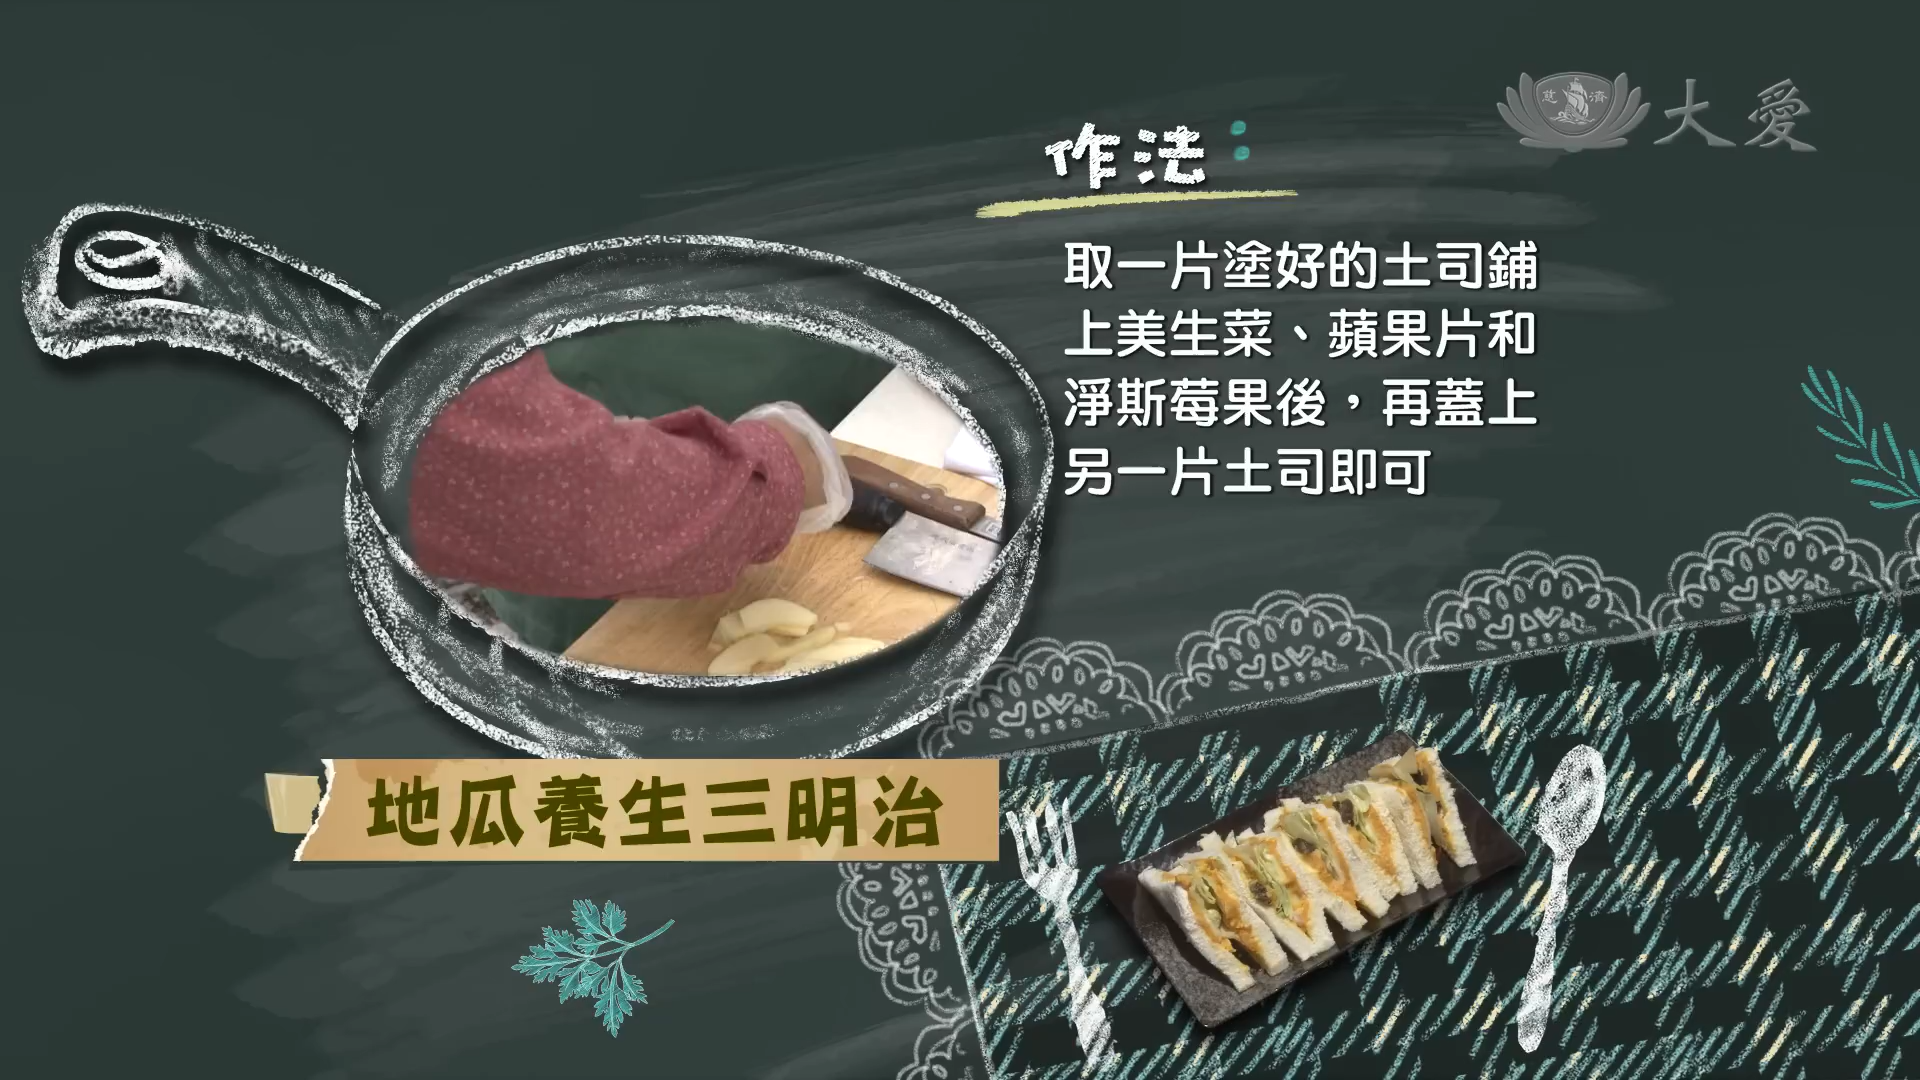 慈濟
大愛
作法：
取一片塗好的土司鋪
上美生菜、蘋果片和
淨斯莓果後，再蓋上
另一片土司即可
地瓜養生三明治